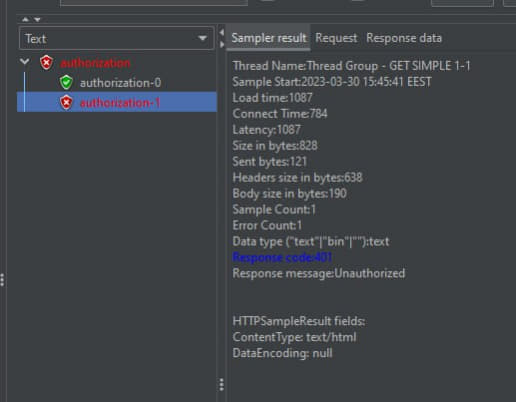 Text
authorization
authorization-0
authorization-1
Sampler result Request Response data
Thread Name:Thread Group - GET SIMPLE 1-1
Sample Start:2023-03-30 15:45:41 EEST
Load time:1087
Connect Time:784
Latency:1087
Size in bytes:828
Sent bytes:121
Headers size in bytes:638
Body size in bytes:190
Sample Count:1
Error Count:1
Data type ("text"|"bin"|""):text
Response code:401
Response message:Unauthorized
HTTPSampleResult fields:
ContentType: text/html
DataEncoding: null